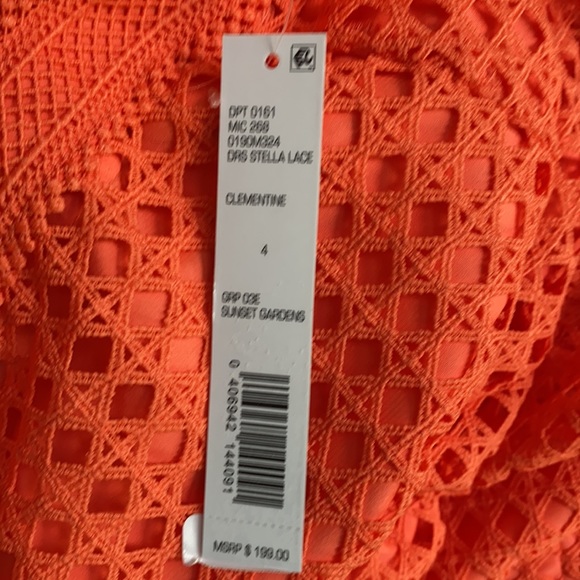 DPT 0161
MIC 268
0190M324
DRS STELLA LACE
CLEMENTINE
4
GRP 03E
SUNSET GARDENS
0 406942 144091
MSRP $ 199.00